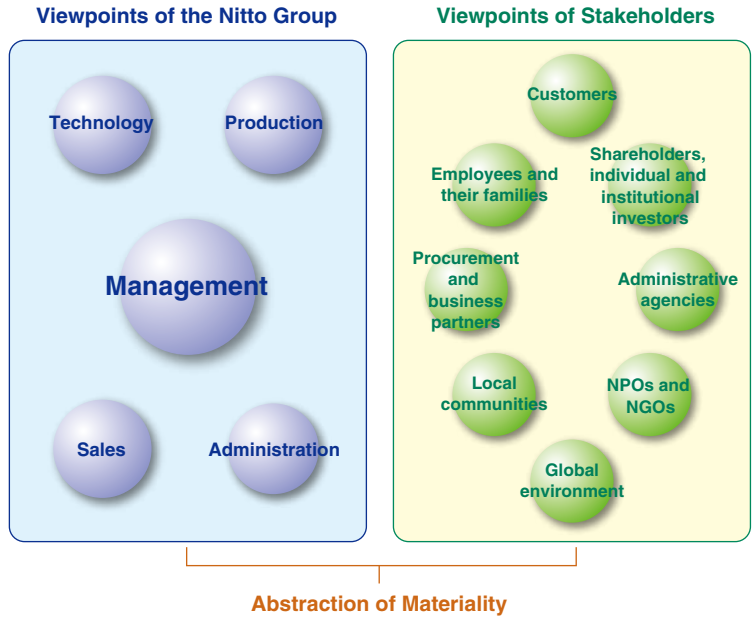 Viewpoints of the Nitto Group
Technology
Production
Management
Sales
Administration
Viewpoints of Stakeholders
Customers
Employees and
their families
Shareholders,
individual and
institutional
investors
Procurement
and
business
partners
Administrative
agencies
Local
communities
NPOs and
NGOs
Global
environment
Abstraction of Materiality